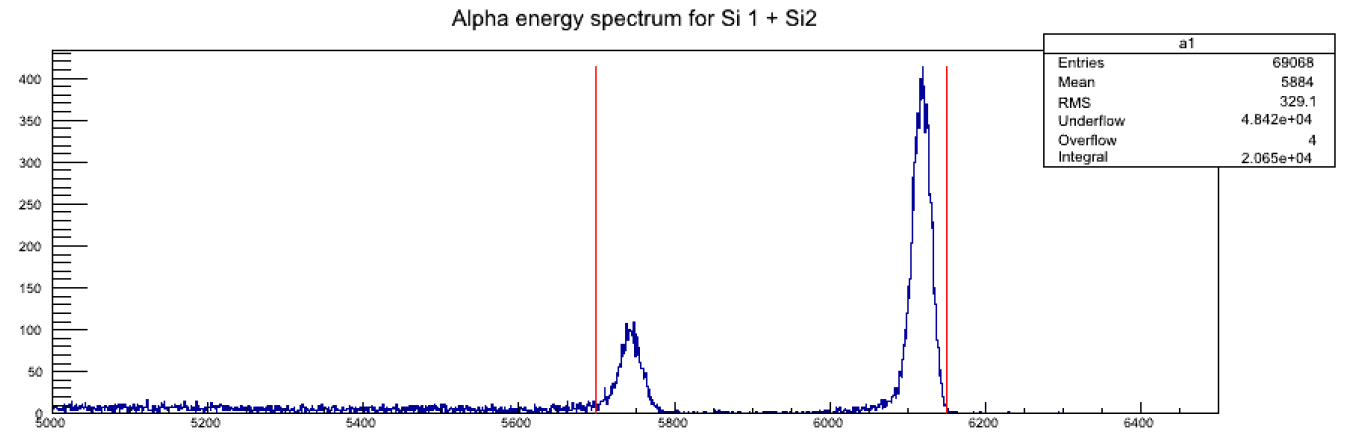 Alpha energy spectrum for Si 1 + Si2
a1
Entries 69068
Mean 5884
RMS 329.1
Underflow 4.842e+04
Overflow 4
Integral 2.065e+04
400
350
300
250
200
150
100
50
0
5000 5200 5400 5600 5800 6000 6200 6400